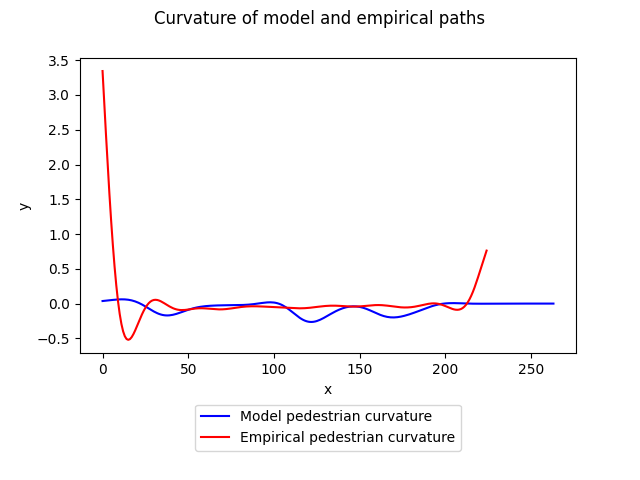 Curvature of model and empirical paths
3.5
3.0
2.5
2.0
1.5
1.0
0.5
0.0
−0.5
y
0 50 100 150 200 250
x
Model pedestrian curvature
Empirical pedestrian curvature